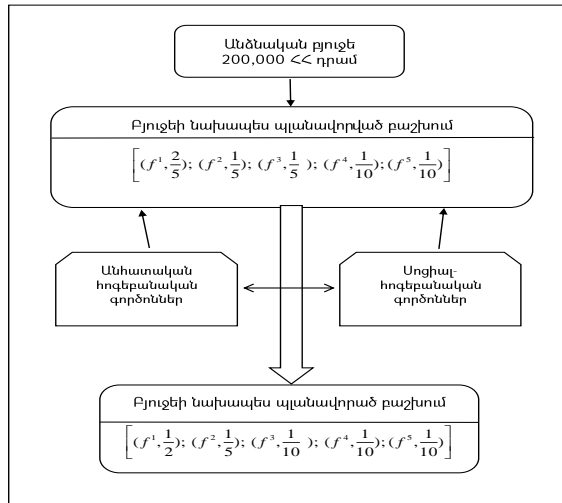 Անձնական բյուջե
200,000 ՀՀ դրամ
Բյուջեի նախապես պլանավորված բաշխում
[(f¹, 2/5); (f², 1/5); (f³, 1/5 ); (f⁴, 1/10); (f⁵, 1/10)]
Անհատական
հոգեբանական
գործոններ
Սոցիալ-
հոգեբանական
գործոններ
Բյուջեի նախապես պլանավորած բաշխում
[(f¹, 1/2); (f², 1/5); (f³, 1/10 ); (f⁴, 1/10); (f⁵, 1/10)]